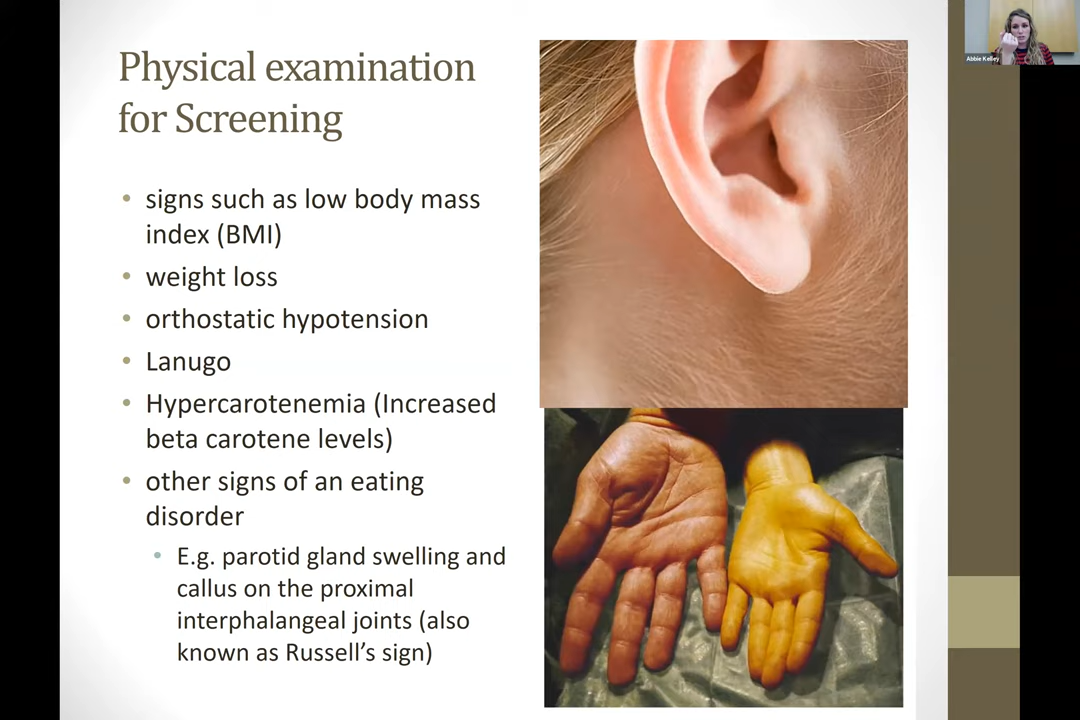 Physical examination
for Screening
• signs such as low body mass
index (BMI)
• weight loss
• orthostatic hypotension
• Lanugo
• Hypercarotenemia (Increased
beta carotene levels)
• other signs of an eating
disorder
• E.g. parotid gland swelling and
callus on the proximal
interphalangeal joints (also
known as Russell’s sign)
Abbie Kelley